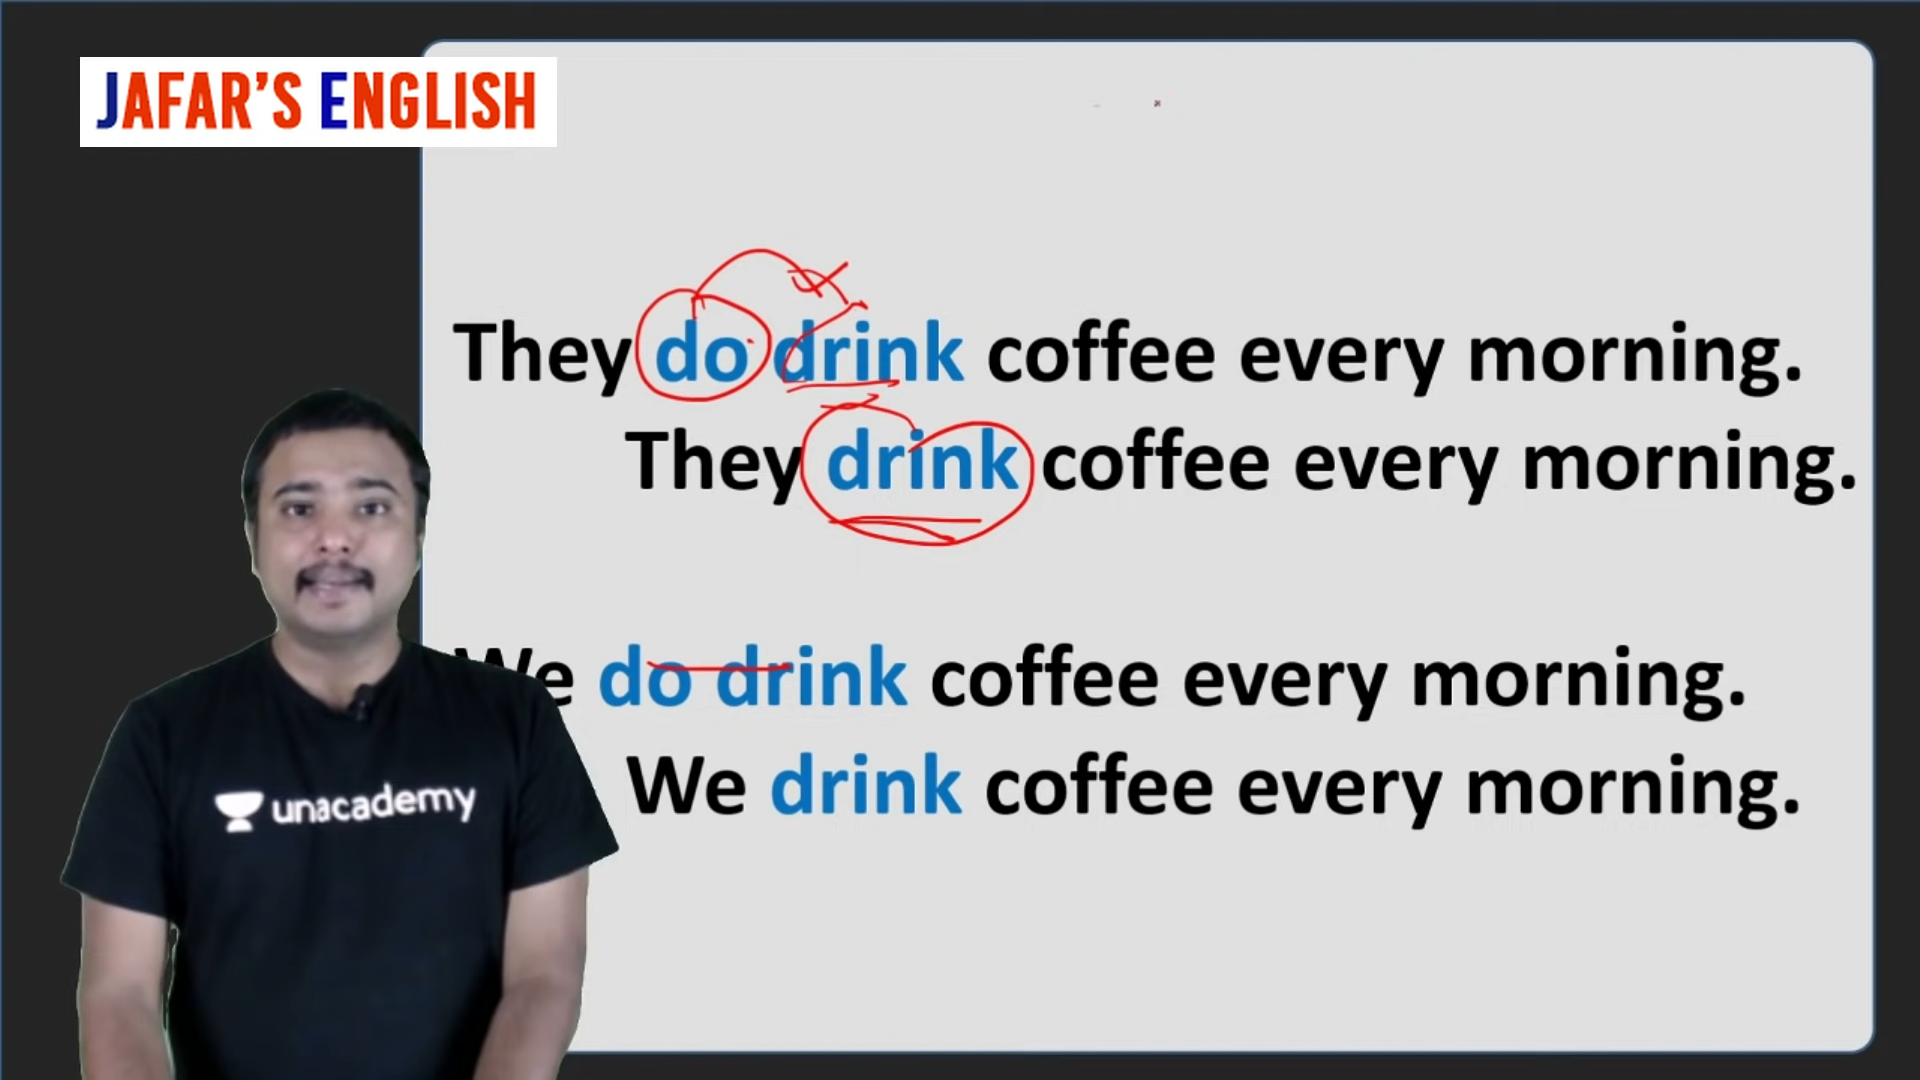 JAFAR'S ENGLISH
They do drink coffee every morning.
They drink coffee every morning.
We do drink coffee every morning.
We drink coffee every morning.
unacademy